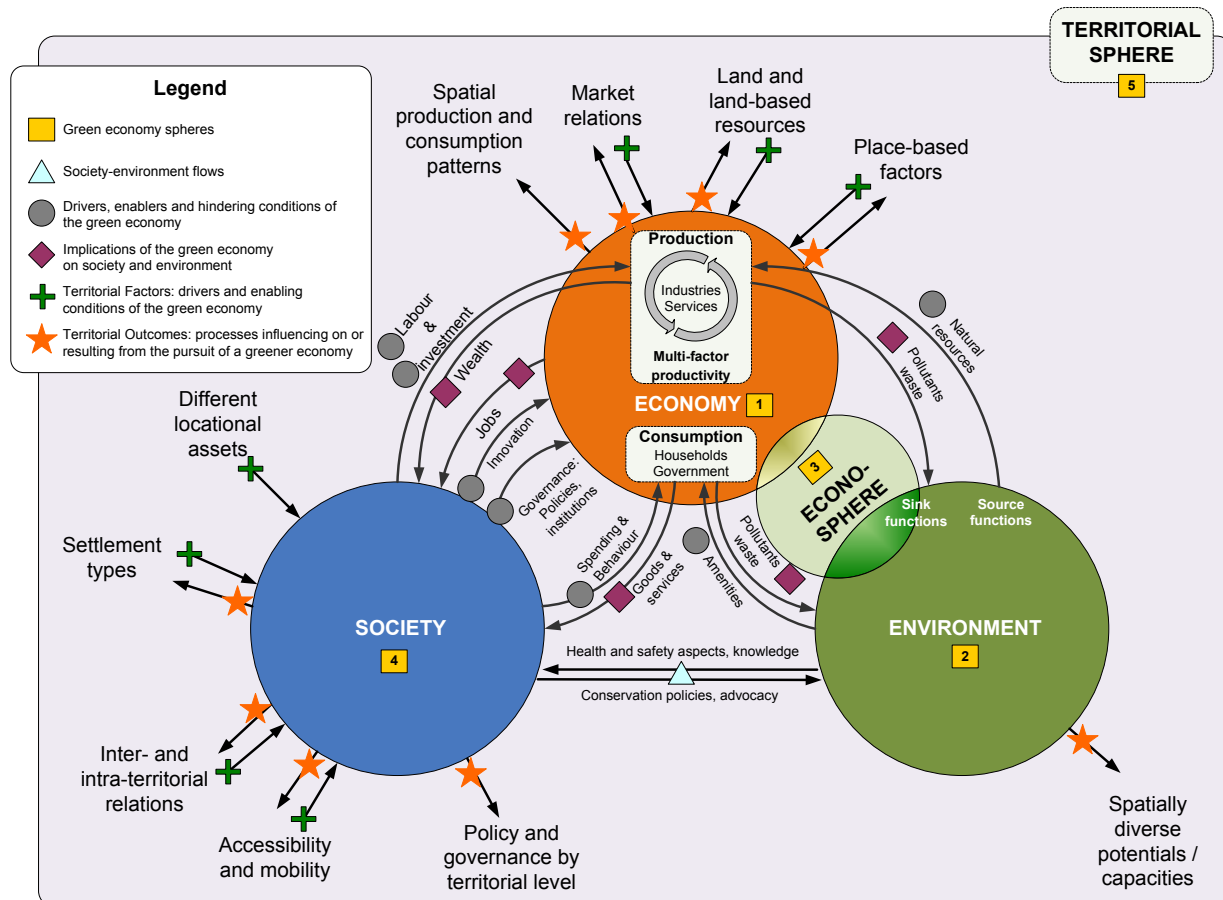 TERRITORIAL
SPHERE
5
Legend
Green economy spheres
Society-environment flows
Drivers, enablers and hindering conditions of
the green economy
Implications of the green economy
on society and environment
Territorial Factors: drivers and enabling
conditions of the green economy
Territorial Outcomes: processes influencing on or
resulting from the pursuit of a greener economy
Spatial
production and
consumption
patterns
Market
relations
Land and
land-based
resources
Place-based
factors
Production
Industries
Services
Multi-factor
productivity
ECONOMY
1
Consumption
Households
Government
Labour
&
investment
Wealth
Jobs
Innovation
Governance:
Policies,
institutions
Spending &
Behaviour
Goods &
services
Pollutants
waste
Natural
resources
Pollutants
waste
Amenities
3
ECONO-
SPHERE
Sink
functions
Source
functions
Different
locational
assets
Settlement
types
SOCIETY
4
ENVIRONMENT
2
Health and safety aspects, knowledge
Conservation policies, advocacy
Inter- and
intra-territorial
relations
Accessibility
and mobility
Policy and
governance by
territorial level
Spatially
diverse
potentials /
capacities